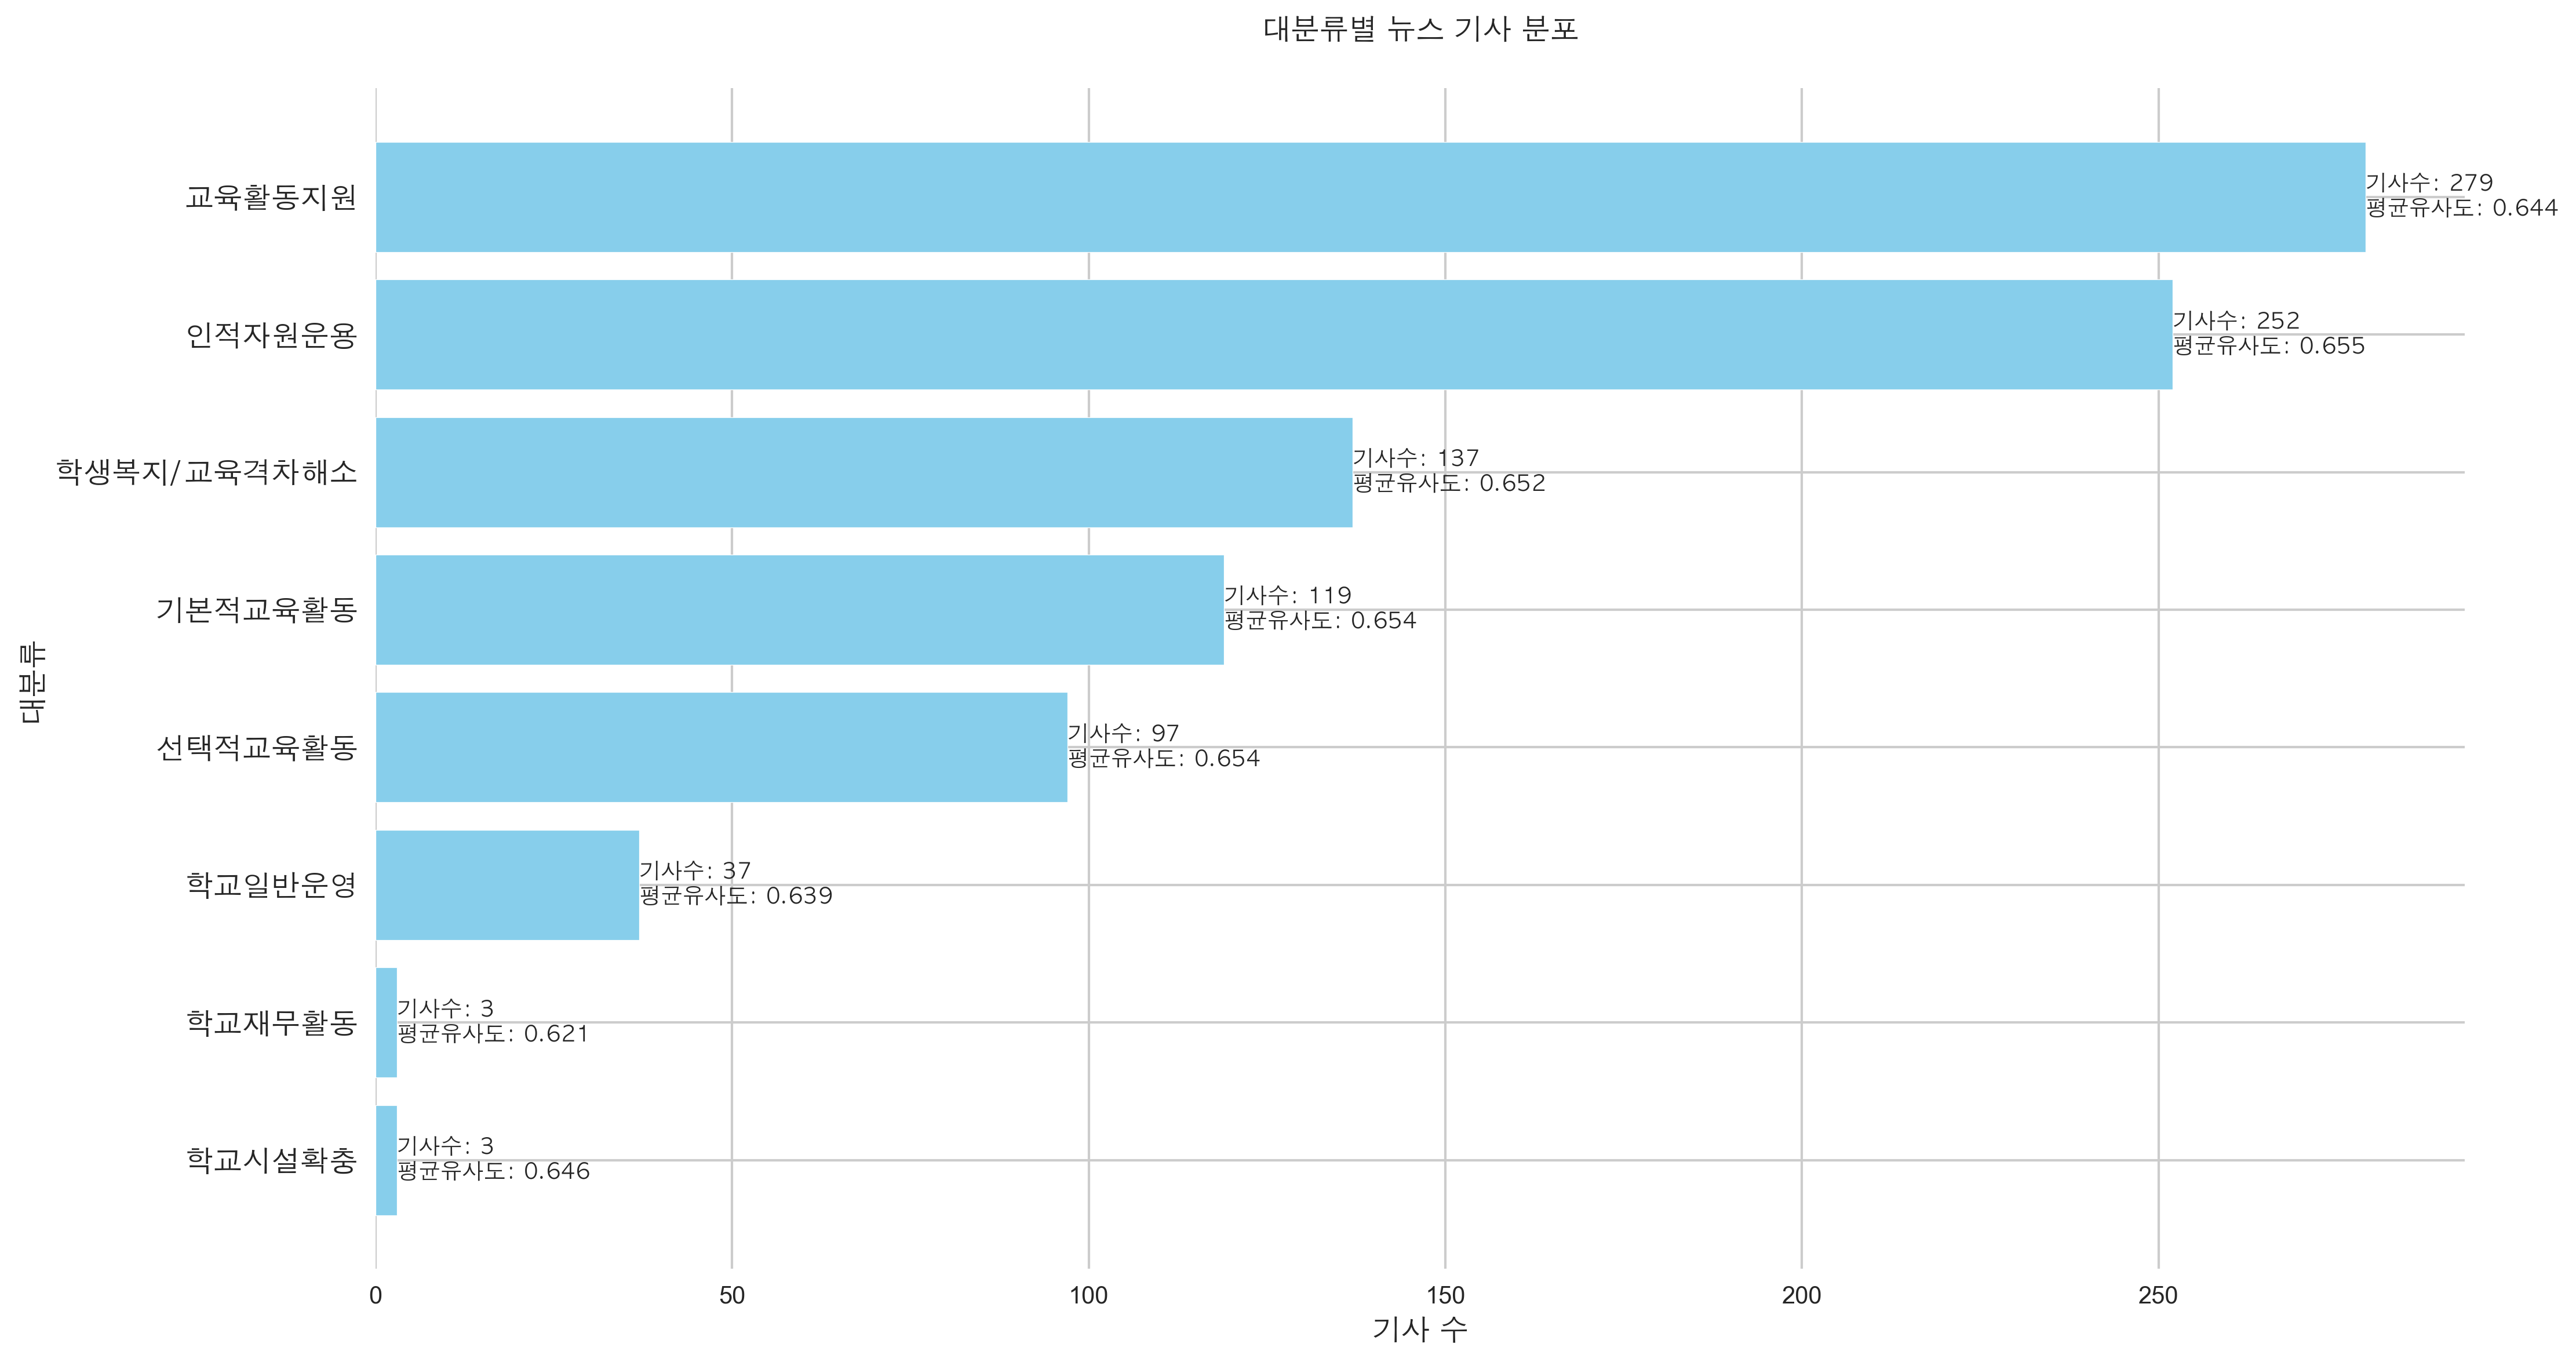 대분류별 뉴스 기사 분포
교육활동지원
기사수: 279
평균유사도: 0.644
인적자원운용
기사수: 252
평균유사도: 0.655
학생복지/교육격차해소
기사수: 137
평균유사도: 0.652
기본적교육활동
기사수: 119
평균유사도: 0.654
대분류
선택적교육활동
기사수: 97
평균유사도: 0.654
학교일반운영
기사수: 37
평균유사도: 0.639
학교재무활동
기사수: 3
평균유사도: 0.621
학교시설확충
기사수: 3
평균유사도: 0.646
0 50 100 150 200 250
기사 수